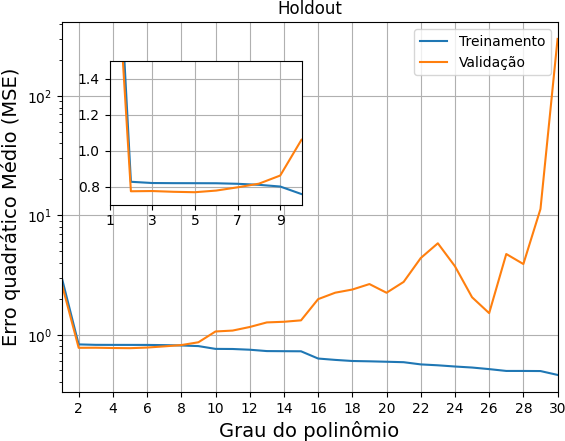 Holdout
Erro quadrático Médio (MSE)
10²
10¹
10⁰
Treinamento
Validação
1.4
1.2
1.0
0.8
1 3 5 7 9
2 4 6 8 10 12 14 16 18 20 22 24 26 28 30
Grau do polinômio